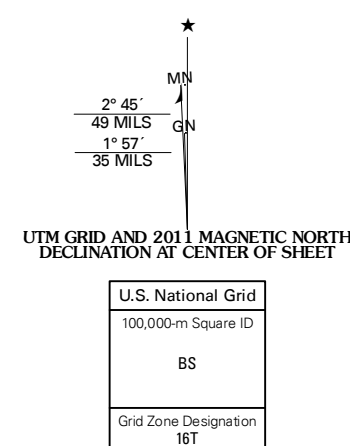 ★
MN
2° 45´
49 MILS
GN
1° 57´
35 MILS
UTM GRID AND 2011 MAGNETIC NORTH
DECLINATION AT CENTER OF SHEET
U.S. National Grid
100,000-m Square ID
BS
Grid Zone Designation
16T